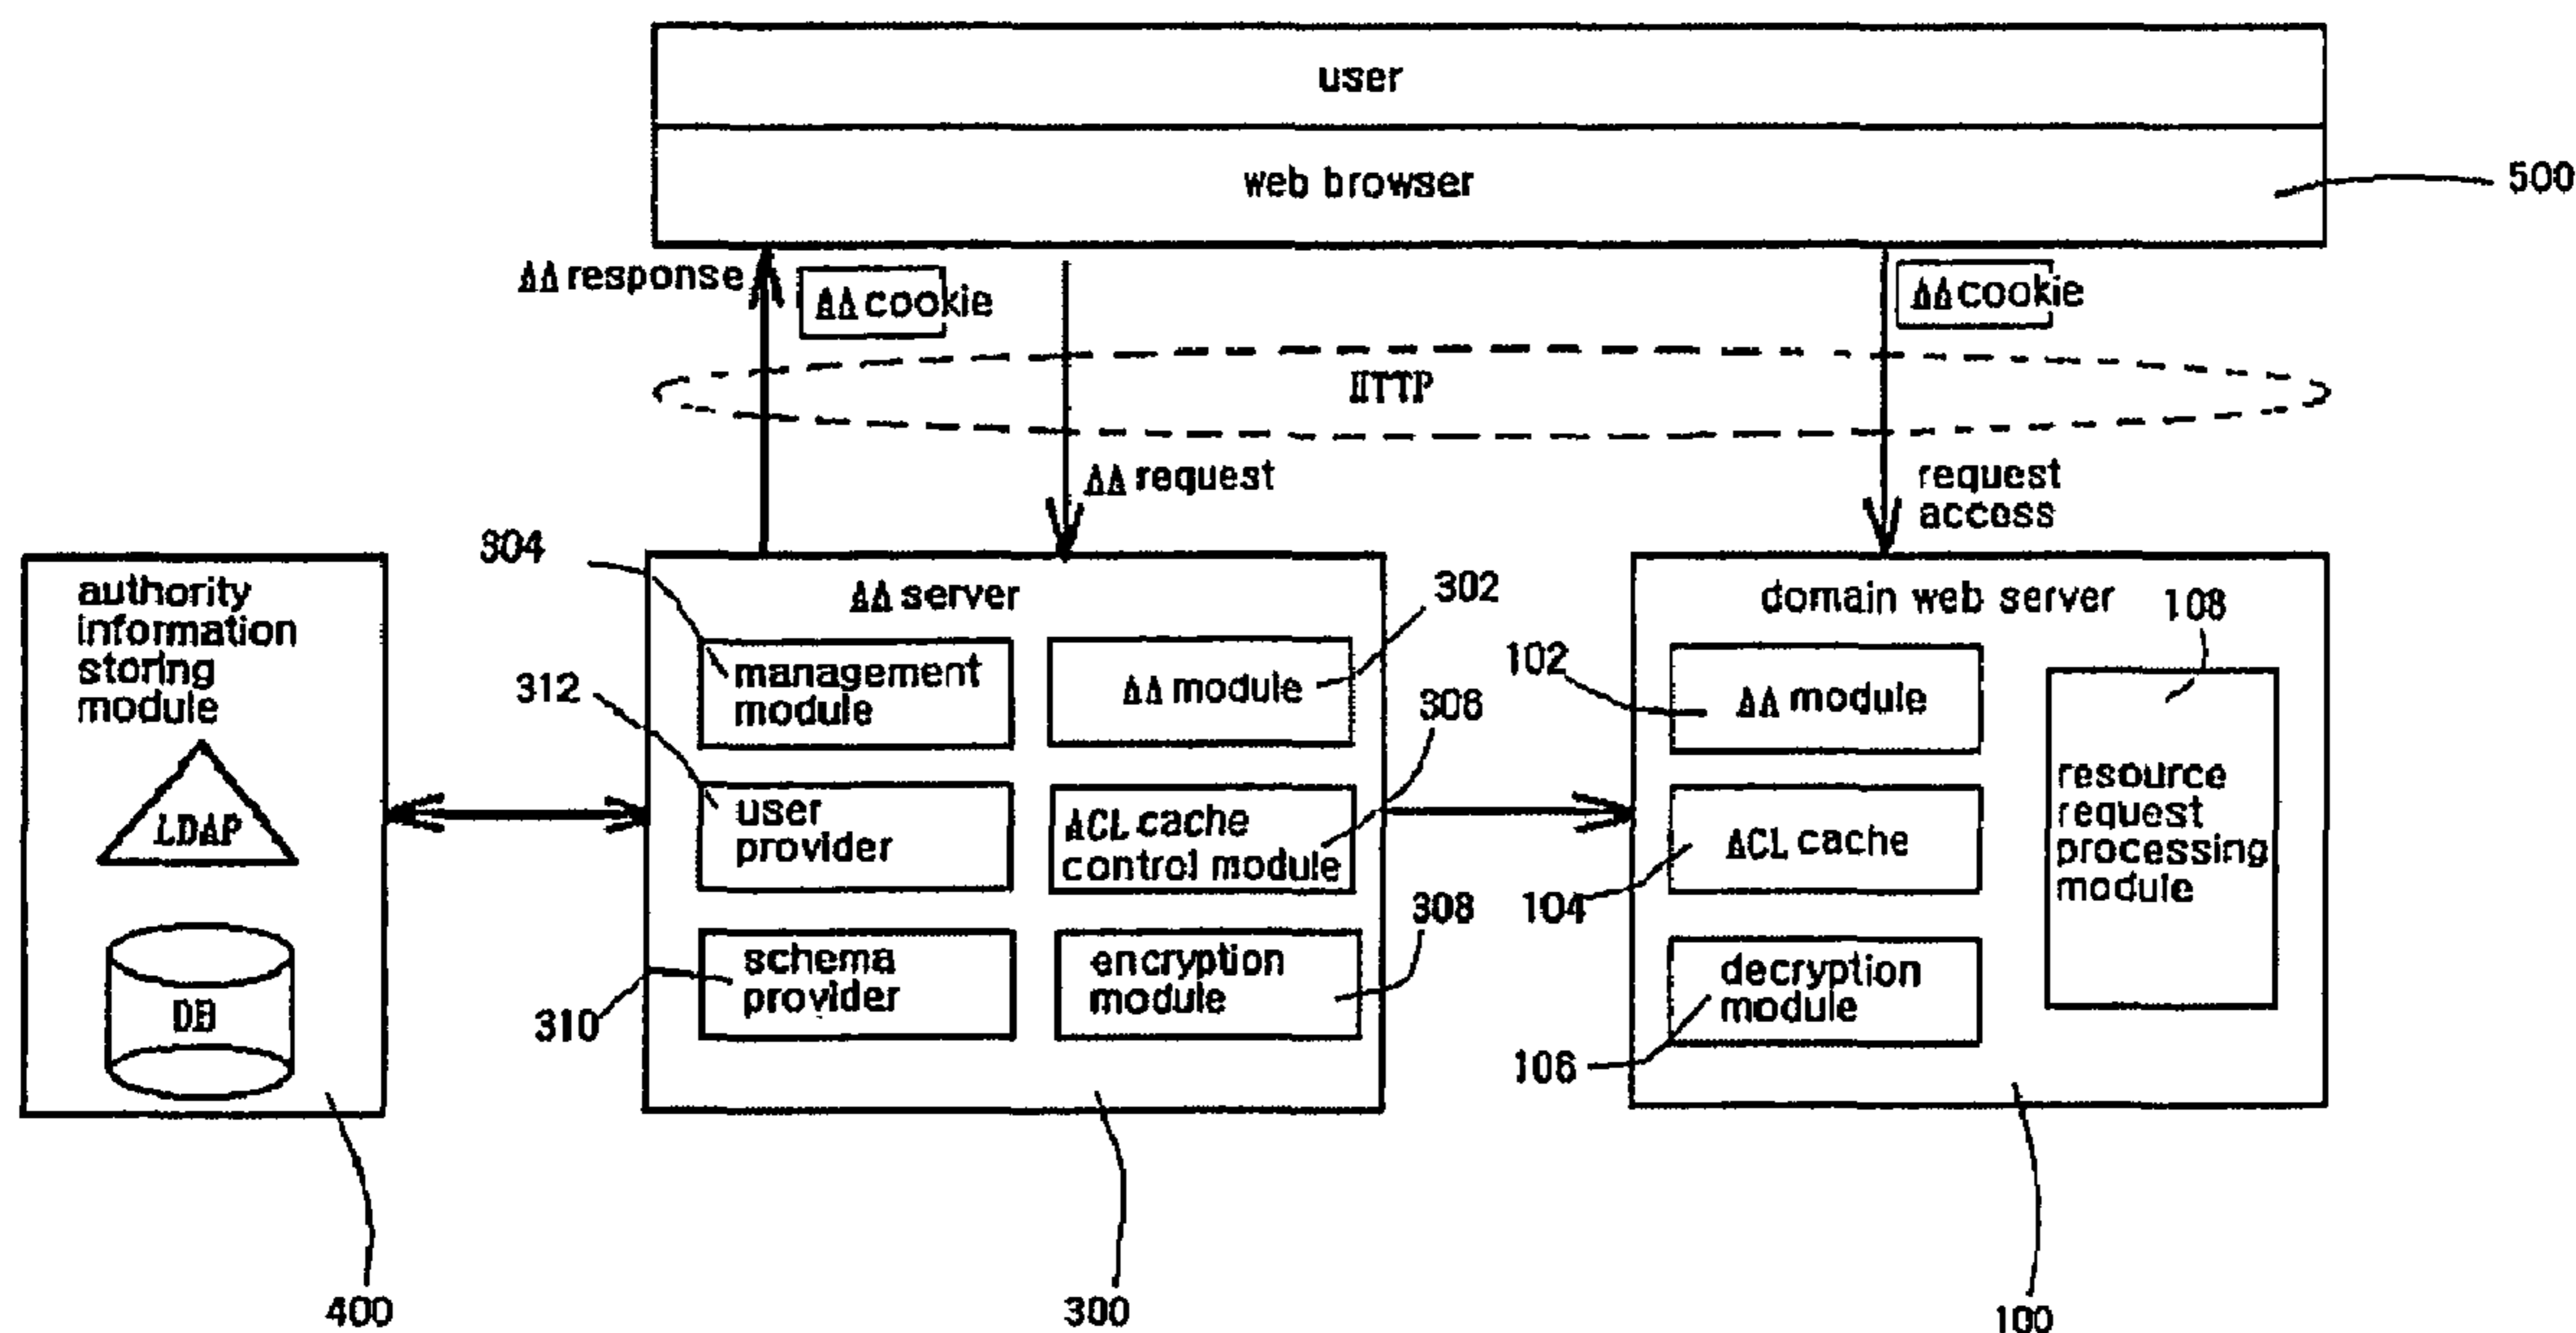 user
web browser
500
AA response
AA cookie
AA cookie
HTTP
AA request
request
access
304
authority
information
storing
module
LDAP
DB
400
AA server
302
management
module
AA module
312
306
user
provider
ACL cache
control module
308
schema
provider
encryption
module
310
300
domain web server
108
102
AA module
resource
request
processing
module
ACL cache
104
decryption
module
106
100